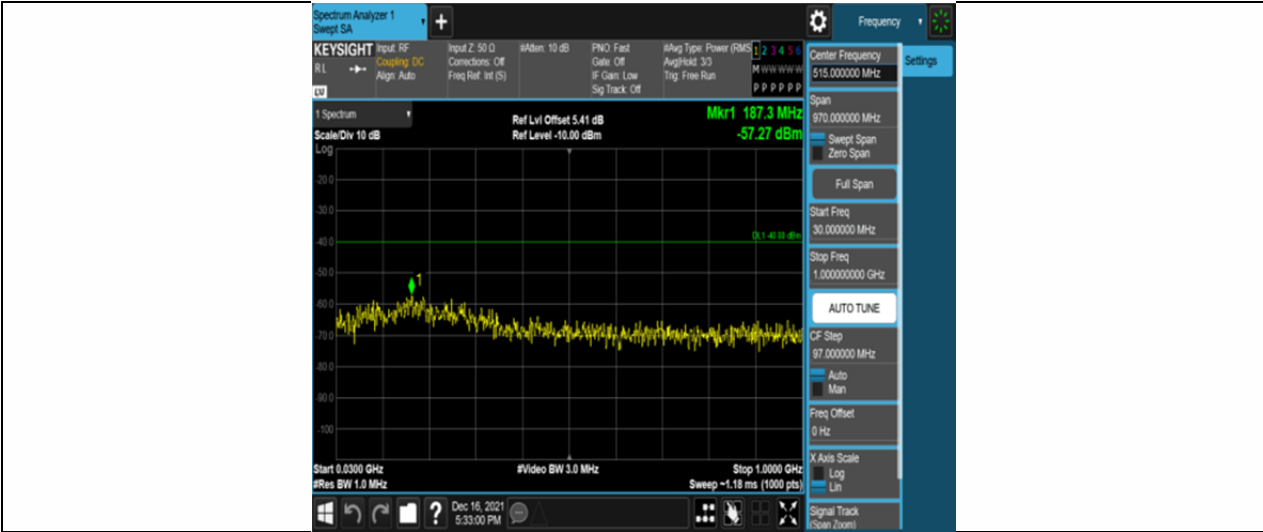 Spectrum Analyzer 1
Swept SA
Frequency
KEYSIGHT
RL
LV
Input: RF
Coupling: DC
Align: Auto
Input Z: 50 Ω
Corrections: Off
Freq Ref: Int (S)
#Atten: 10 dB
PNO: Fast
Gate: Off
IF Gain: Low
Sig Track: Off
#Avg Type: Power (RMS
Avg|Hold: 3/3
Trig: Free Run
1 2 3 4 5 6
M W W W W W
P P P P P P
Center Frequency
515.000000 MHz
Settings
Span
970.000000 MHz
Swept Span
Zero Span
Full Span
Start Freq
30.000000 MHz
Stop Freq
1.000000000 GHz
AUTO TUNE
CF Step
97.000000 MHz
Auto
Man
Freq Offset
0 Hz
X Axis Scale
Log
Lin
Signal Track
(Span Zoom)
1 Spectrum
Scale/Div 10 dB
Log
Ref Lvl Offset 5.41 dB
Ref Level -10.00 dBm
Mkr1 187.3 MHz
-57.27 dBm
-20.0
-30.0
-40.0
DL1 -40.00 dBm
-50.0
1
-60.0
-70.0
-80.0
-90.0
-100
Start 0.0300 GHz
#Res BW 1.0 MHz
#Video BW 3.0 MHz
Stop 1.0000 GHz
Sweep ~1.18 ms (1000 pts)
?
Dec 16, 2021
5:33:00 PM